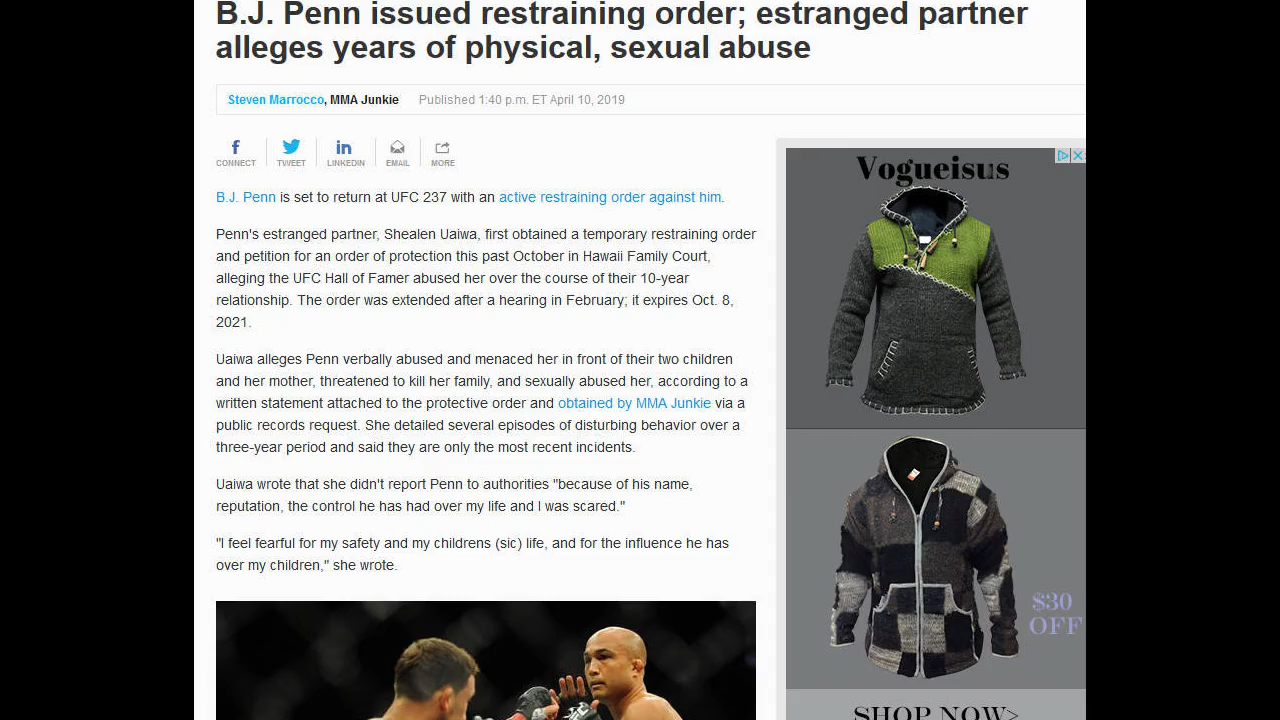 B.J. Penn issued restraining order; estranged partner
alleges years of physical, sexual abuse
Steven Marrocco, MMA Junkie Published 1:40 p.m. ET April 10, 2019
CONNECT TWEET LINKEDIN EMAIL MORE
B.J. Penn is set to return at UFC 237 with an active restraining order against him.
Penn's estranged partner, Shealen Uaiwa, first obtained a temporary restraining order
and petition for an order of protection this past October in Hawaii Family Court,
alleging the UFC Hall of Famer abused her over the course of their 10-year
relationship. The order was extended after a hearing in February; it expires Oct. 8,
2021.
Uaiwa alleges Penn verbally abused and menaced her in front of their two children
and her mother, threatened to kill her family, and sexually abused her, according to a
written statement attached to the protective order and obtained by MMA Junkie via a
public records request. She detailed several episodes of disturbing behavior over a
three-year period and said they are only the most recent incidents.
Uaiwa wrote that she didn't report Penn to authorities "because of his name,
reputation, the control he has had over my life and I was scared."
"I feel fearful for my safety and my childrens (sic) life, and for the influence he has
over my children," she wrote.
Vogueisus
$30
OFF
SHOP NOW>